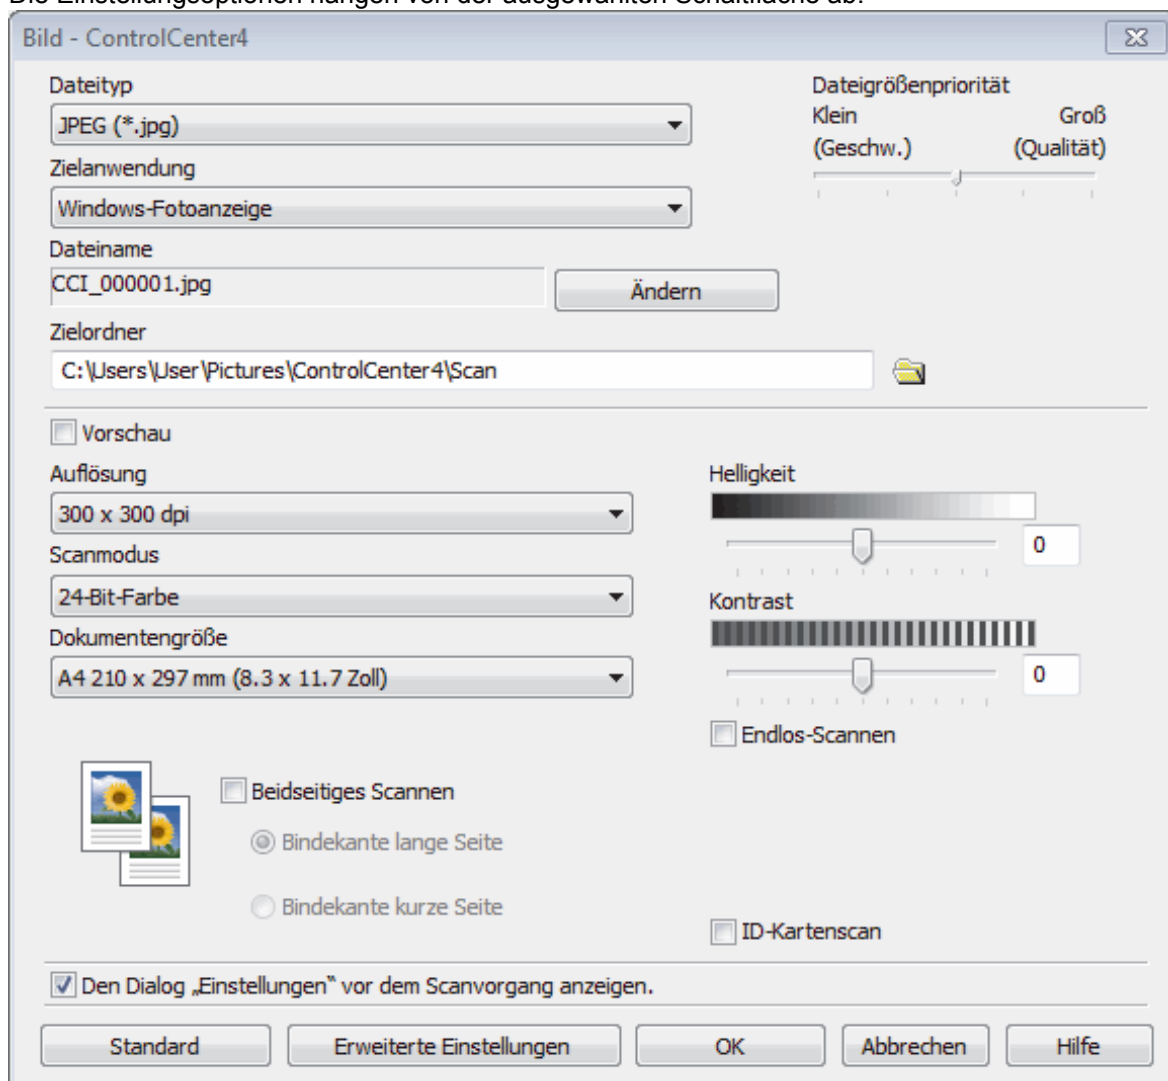 Die Einstellungsoptionen hängen von der ausgewählten Schaltfläche ab.
Bild - ControlCenter4
Dateityp
JPEG (*.jpg)
Zielanwendung
Windows-Fotoanzeige
Dateiname
CCI_000001.jpg
Ändern
Zielordner
C:\Users\User\Pictures\ControlCenter4\Scan
Dateigrößenpriorität
Klein Groß
(Geschw.) (Qualität)
Vorschau
Auflösung
300 x 300 dpi
Scanmodus
24-Bit-Farbe
Dokumentengröße
A4 210 x 297 mm (8.3 x 11.7 Zoll)
Helligkeit
0
Kontrast
0
Endlos-Scannen
Beidseitiges Scannen
Bindekante lange Seite
Bindekante kurze Seite
ID-Kartenscan
Den Dialog „Einstellungen“ vor dem Scanvorgang anzeigen.
Standard
Erweiterte Einstellungen
OK
Abbrechen
Hilfe